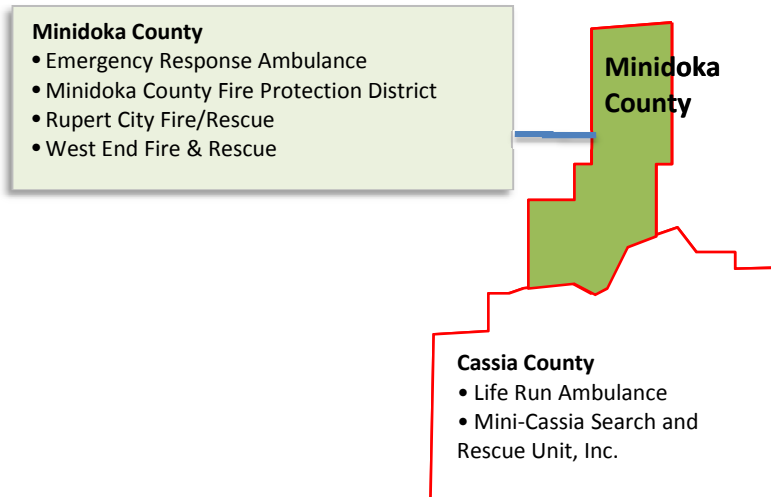 Minidoka County
• Emergency Response Ambulance
• Minidoka County Fire Protection District
• Rupert City Fire/Rescue
• West End Fire & Rescue
Minidoka
County
Cassia County
• Life Run Ambulance
• Mini-Cassia Search and
Rescue Unit, Inc.